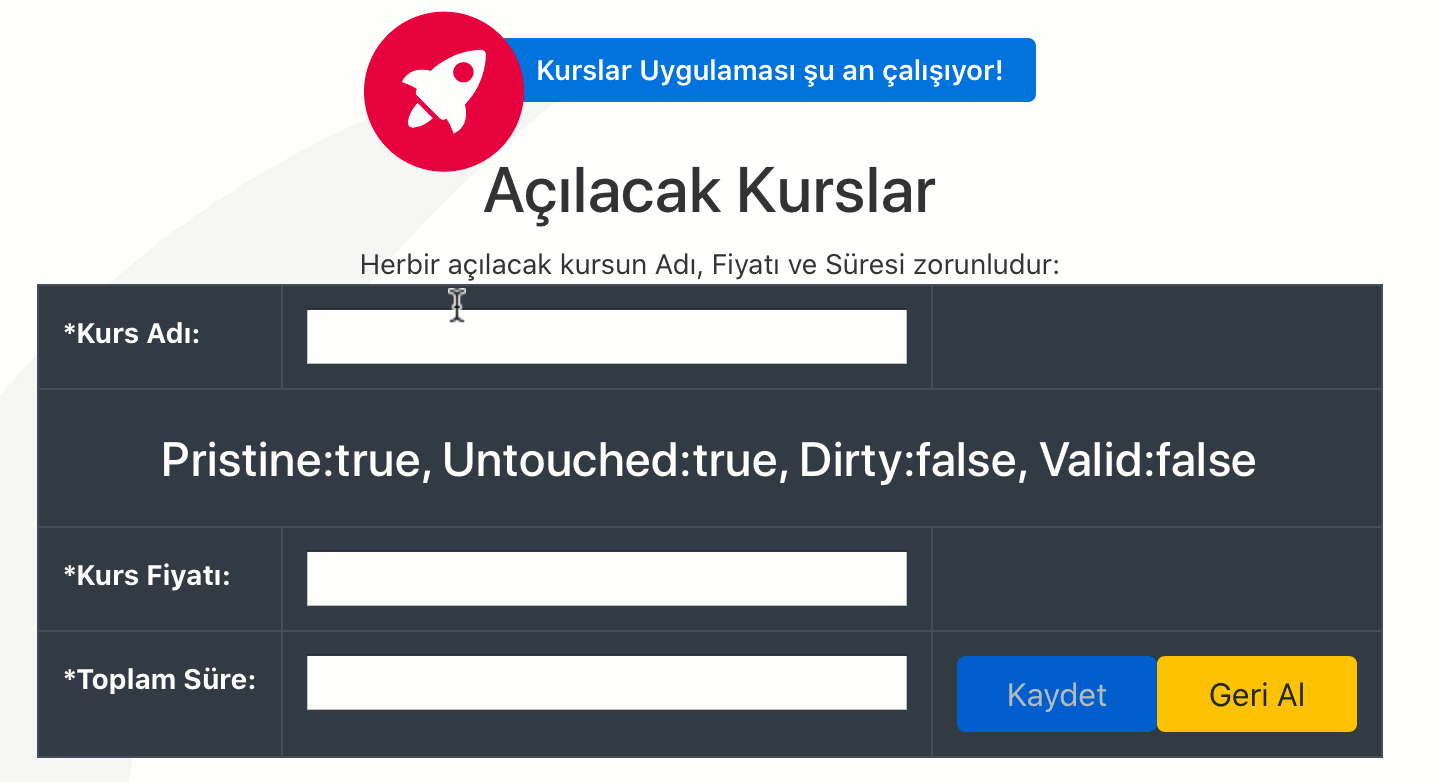 Kurslar Uygulaması şu an çalışıyor!
Açılacak Kurslar
Herbir açılacak kursun Adı, Fiyatı ve Süresi zorunludur:
*Kurs Adı:
Pristine:true, Untouched:true, Dirty:false, Valid:false
*Kurs Fiyatı:
*Toplam Süre:
Kaydet Geri Al